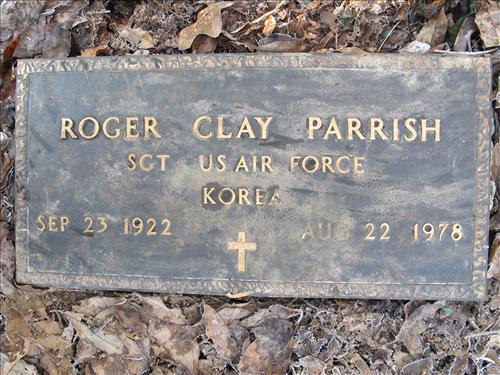 ROGER CLAY PARRISH
SGT US AIR FORCE
KOREA
SEP 23 1922 AUG 22 1978